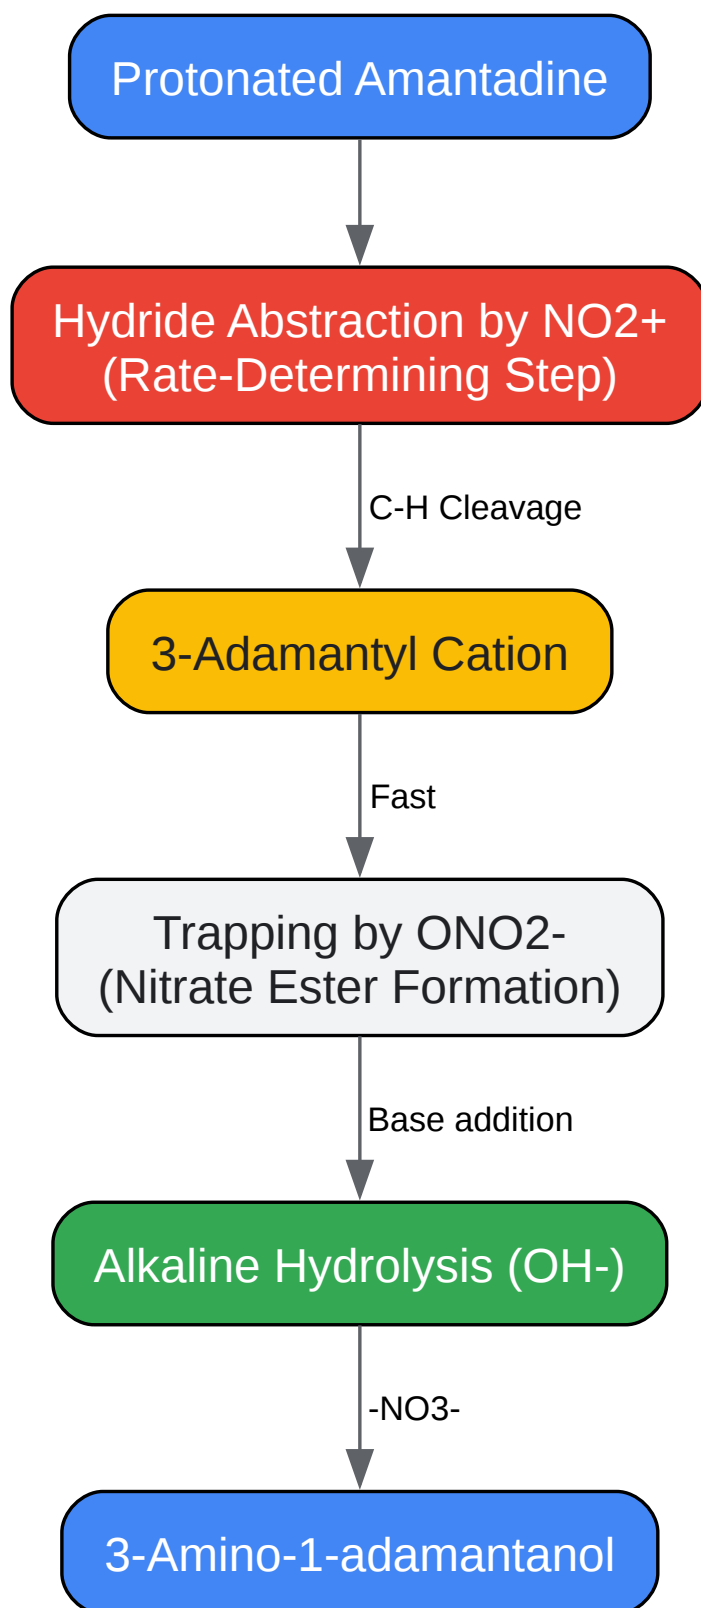 Protonated Amantadine
Hydride Abstraction by NO2+
(Rate-Determining Step)
C-H Cleavage
3-Adamantyl Cation
Fast
Trapping by ONO2-
(Nitrate Ester Formation)
Base addition
Alkaline Hydrolysis (OH-)
-NO3-
3-Amino-1-adamantanol